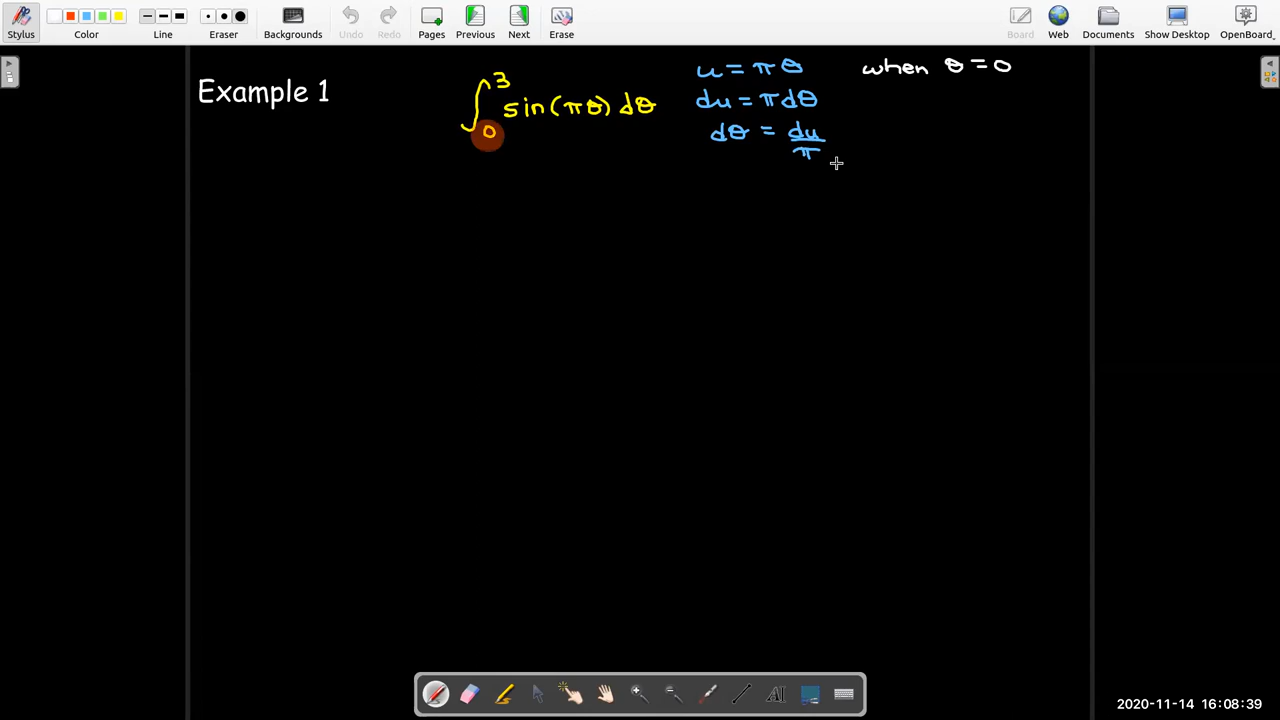 Stylus Color Line Eraser Backgrounds Undo Redo Pages Previous Next Erase Board Web Documents Show Desktop OpenBoard
Example 1
∫₀³ sin(πθ) dθ
u = πθ
du = πdθ
dθ = du/π
when θ = 0
AI
2020-11-14 16:08:39